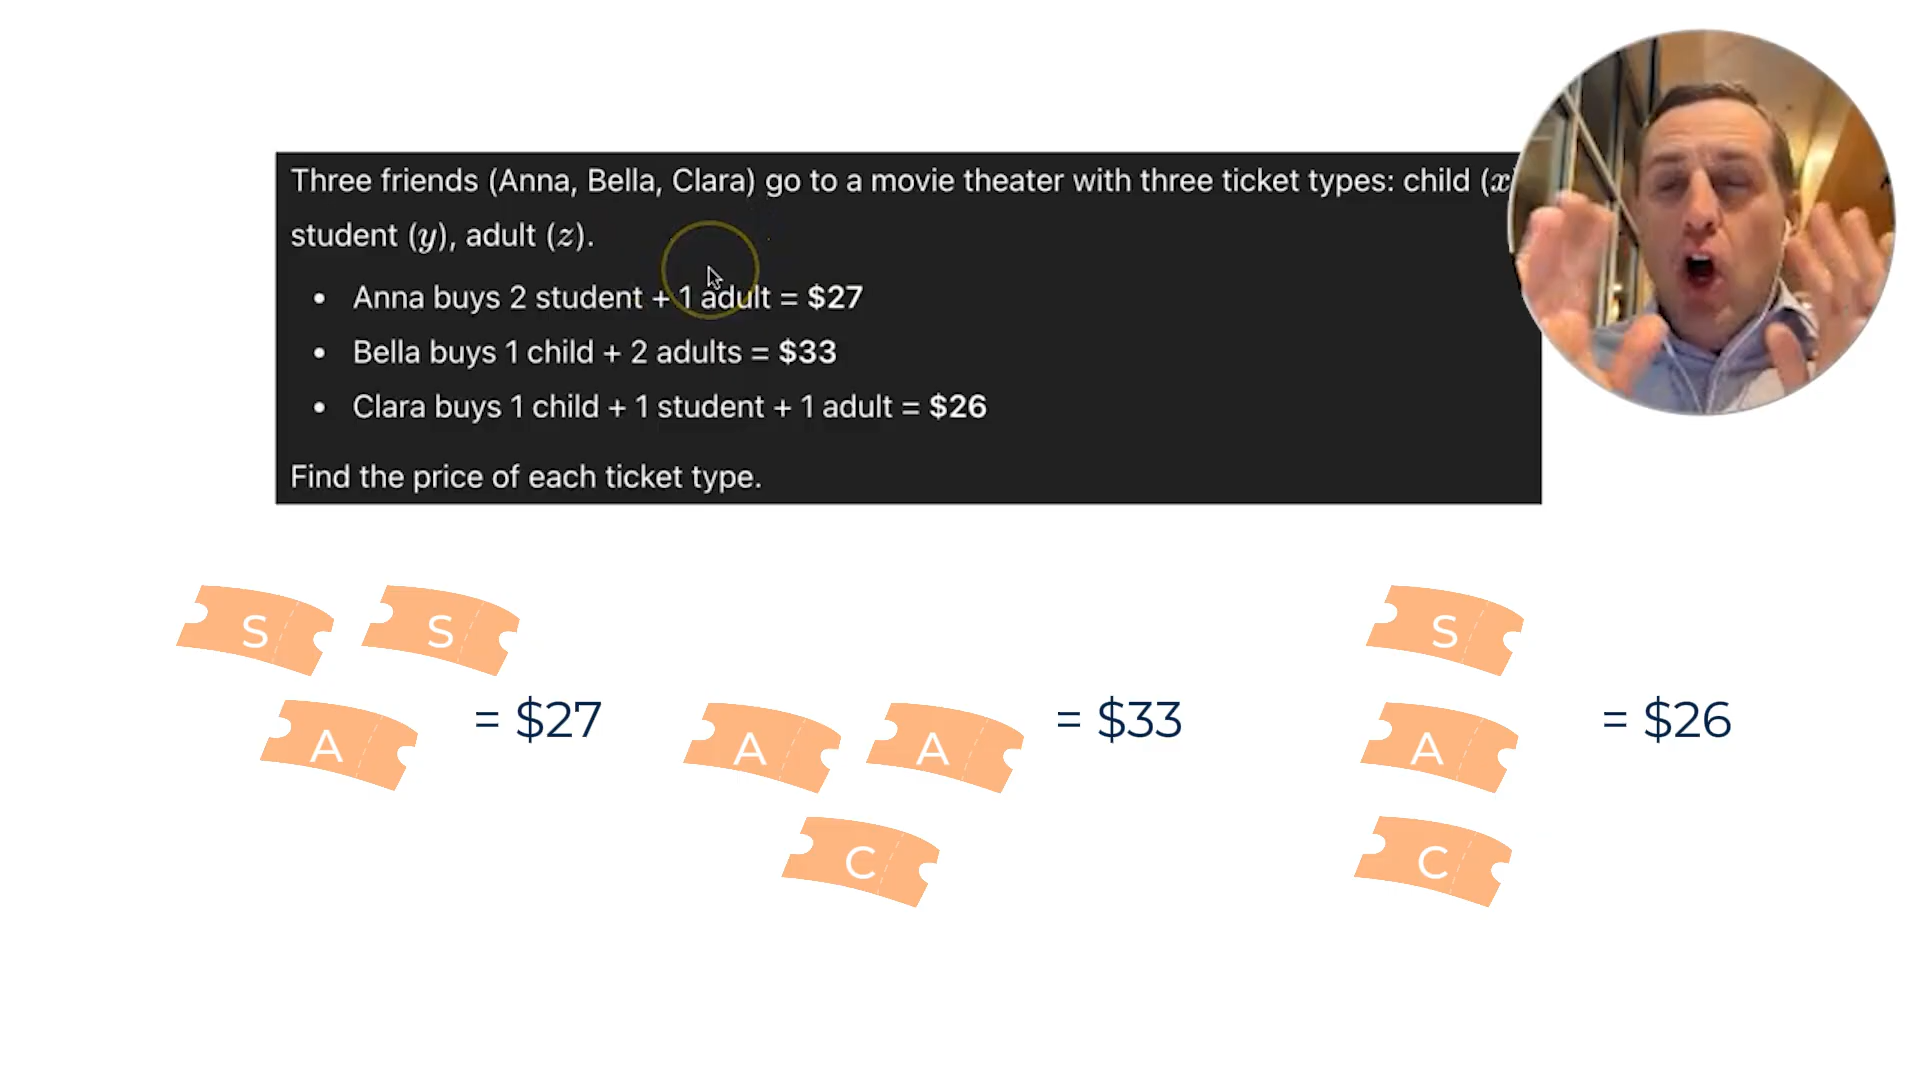 Three friends (Anna, Bella, Clara) go to a movie theater with three ticket types: child (x
student (y), adult (z).
• Anna buys 2 student + 1 adult = $27
• Bella buys 1 child + 2 adults = $33
• Clara buys 1 child + 1 student + 1 adult = $26
Find the price of each ticket type.
S S
A = $27
A A = $33
C
S
A = $26
C